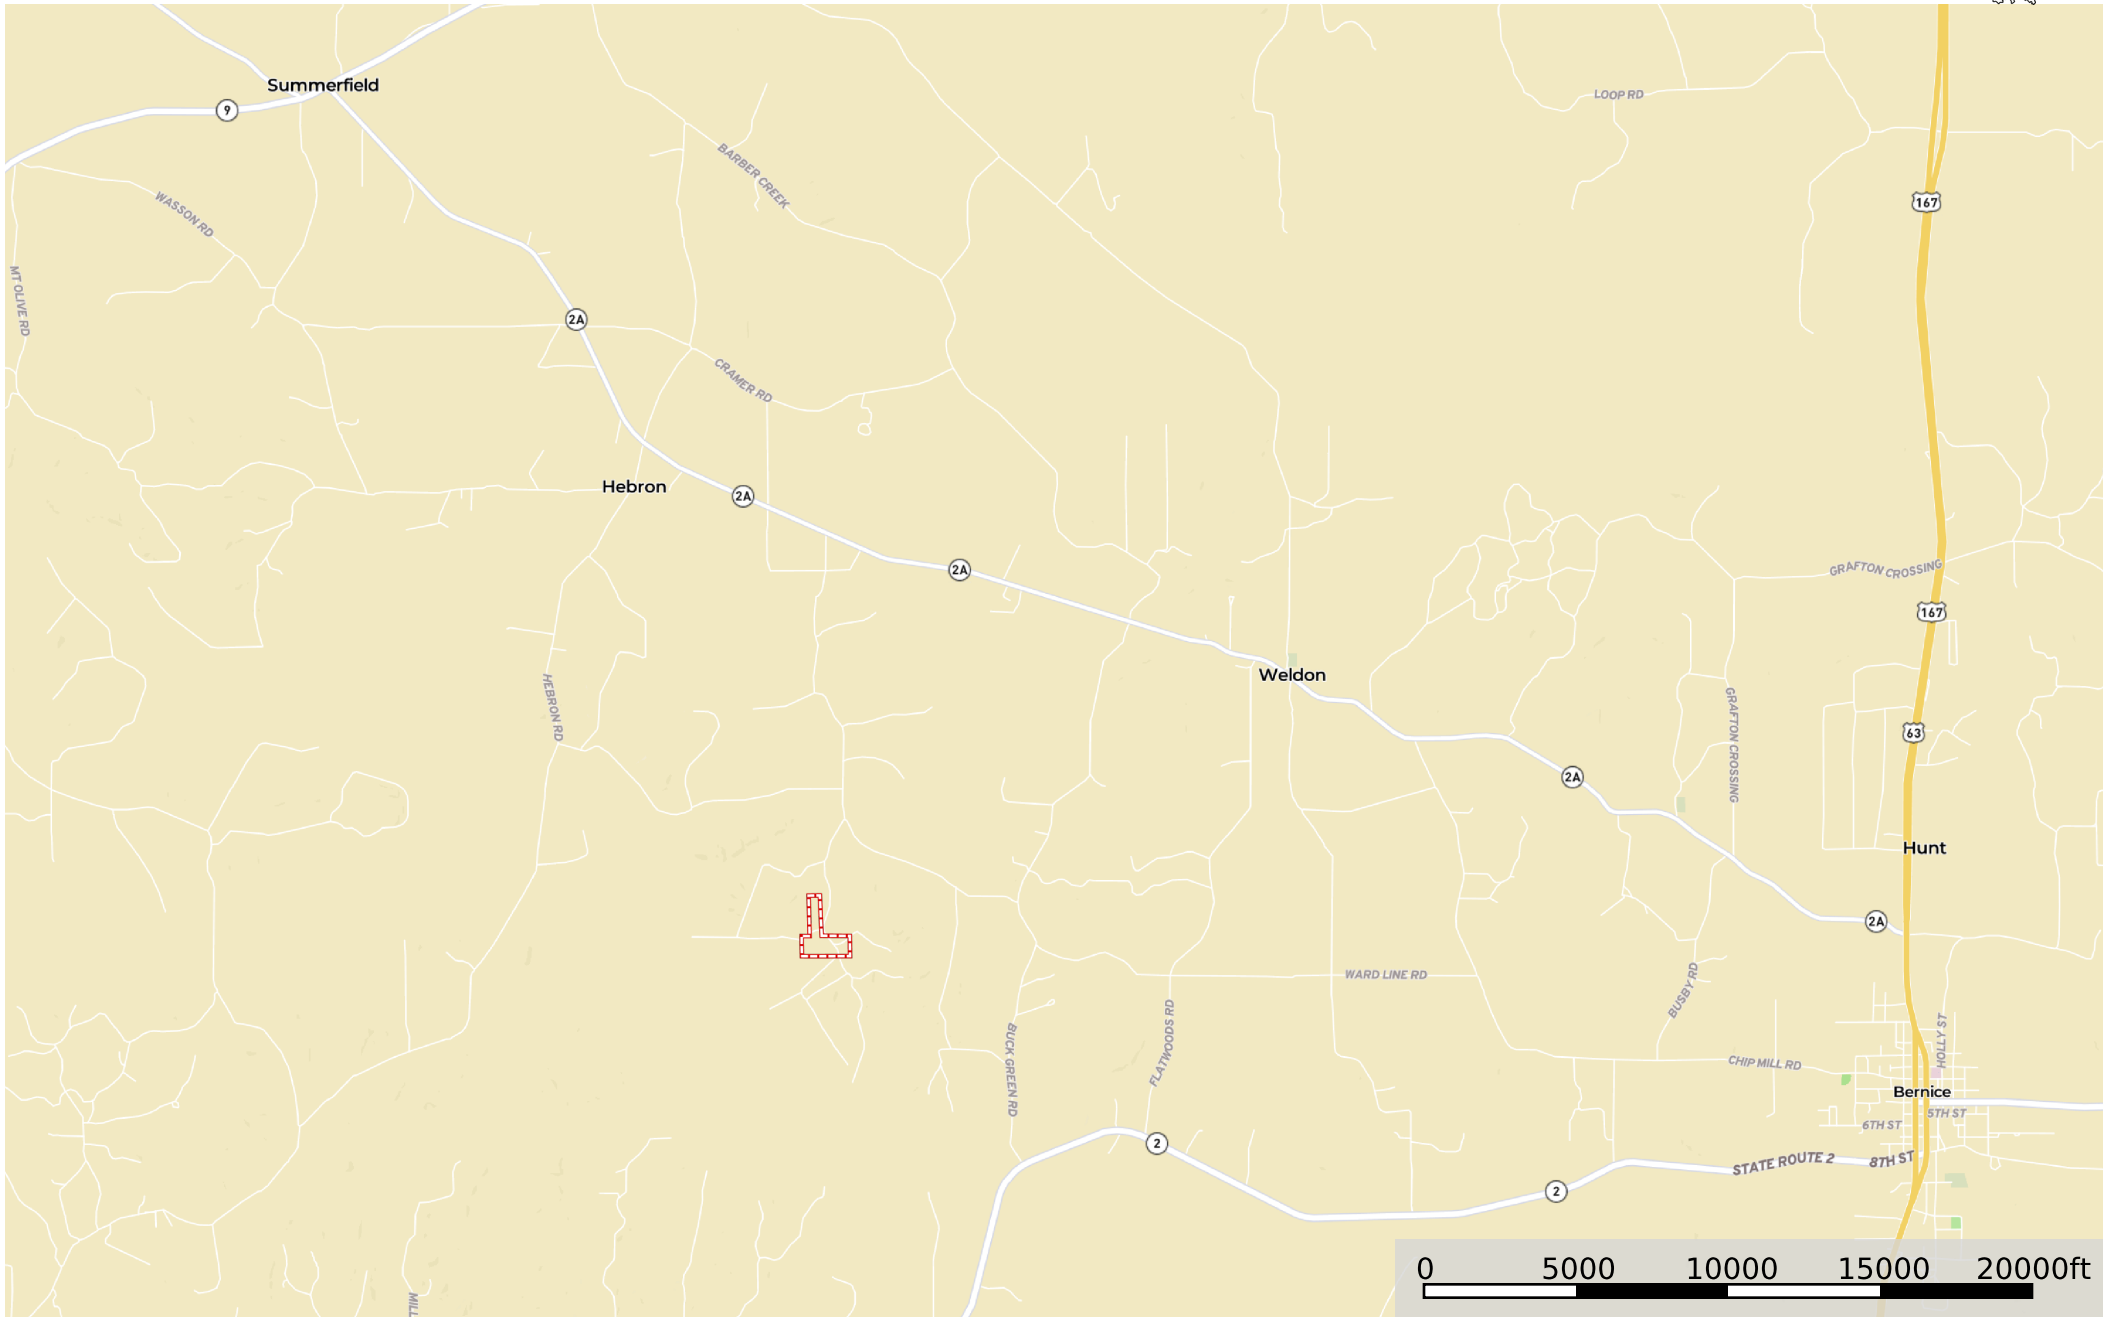 Summerfield
9
LOOP RD
BARBER CREEK
WASSON RD
167
MT OLIVE RD
2A
CRAMER RD
Hebron
2A
2A
GRAFTON CROSSING
167
Weldon
HEBRON RD
GRAFTON CROSSING
63
2A
Hunt
2A
WARD LINE RD
BUSBY RD
FLATWOODS RD
BUCK GREEN RD
HOLLY ST
CHIP MILL RD
Bernice
5TH ST
6TH ST
2
STATE ROUTE 2
8TH ST
2
MILL
0 5000 10000 15000 20000ft